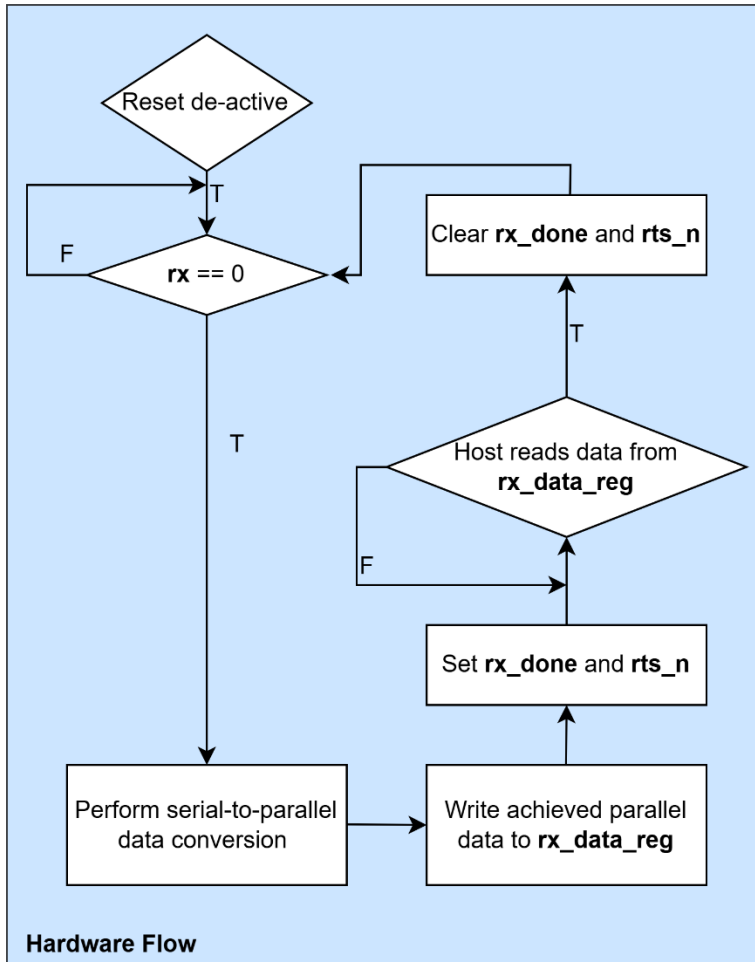 Reset de-active
T
F
rx == 0
T
Clear rx_done and rts_n
T
Host reads data from
rx_data_reg
F
Set rx_done and rts_n
Perform serial-to-parallel
data conversion
Write achieved parallel
data to rx_data_reg
Hardware Flow